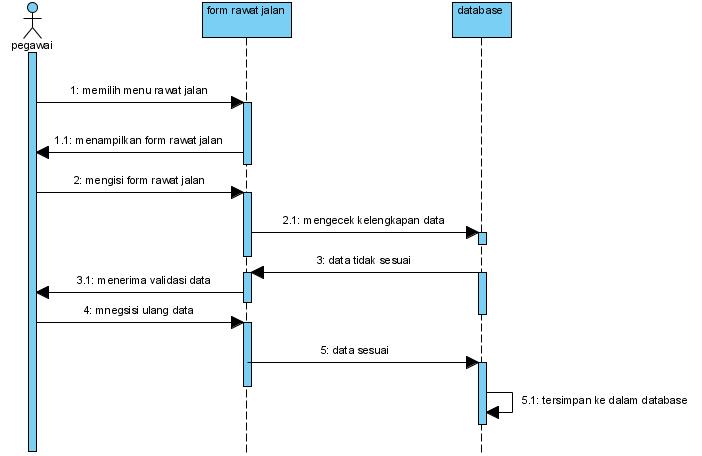 form rawat jalan
database
pegawai
1: memilih menu rawat jalan
1.1: menampilkan form rawat jalan
2: mengisi form rawat jalan
2.1: mengecek kelengkapan data
3: data tidak sesuai
3.1: menerima validasi data
4: mnegsisi ulang data
5: data sesuai
5.1: tersimpan ke dalam database